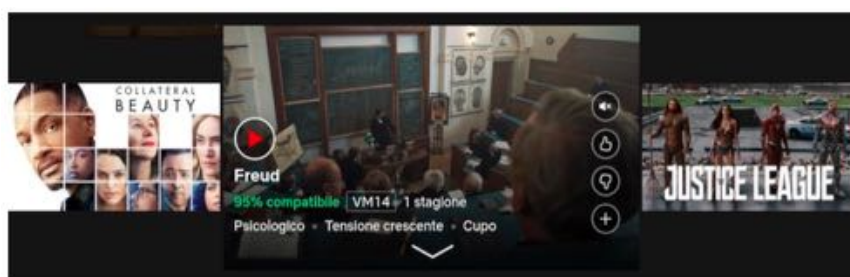 COLLATERAL
BEAUTY
Freud
95% compatibile VM14 1 stagione
Psicologico • Tensione crescente • Cupo
JUSTICE LEAGUE